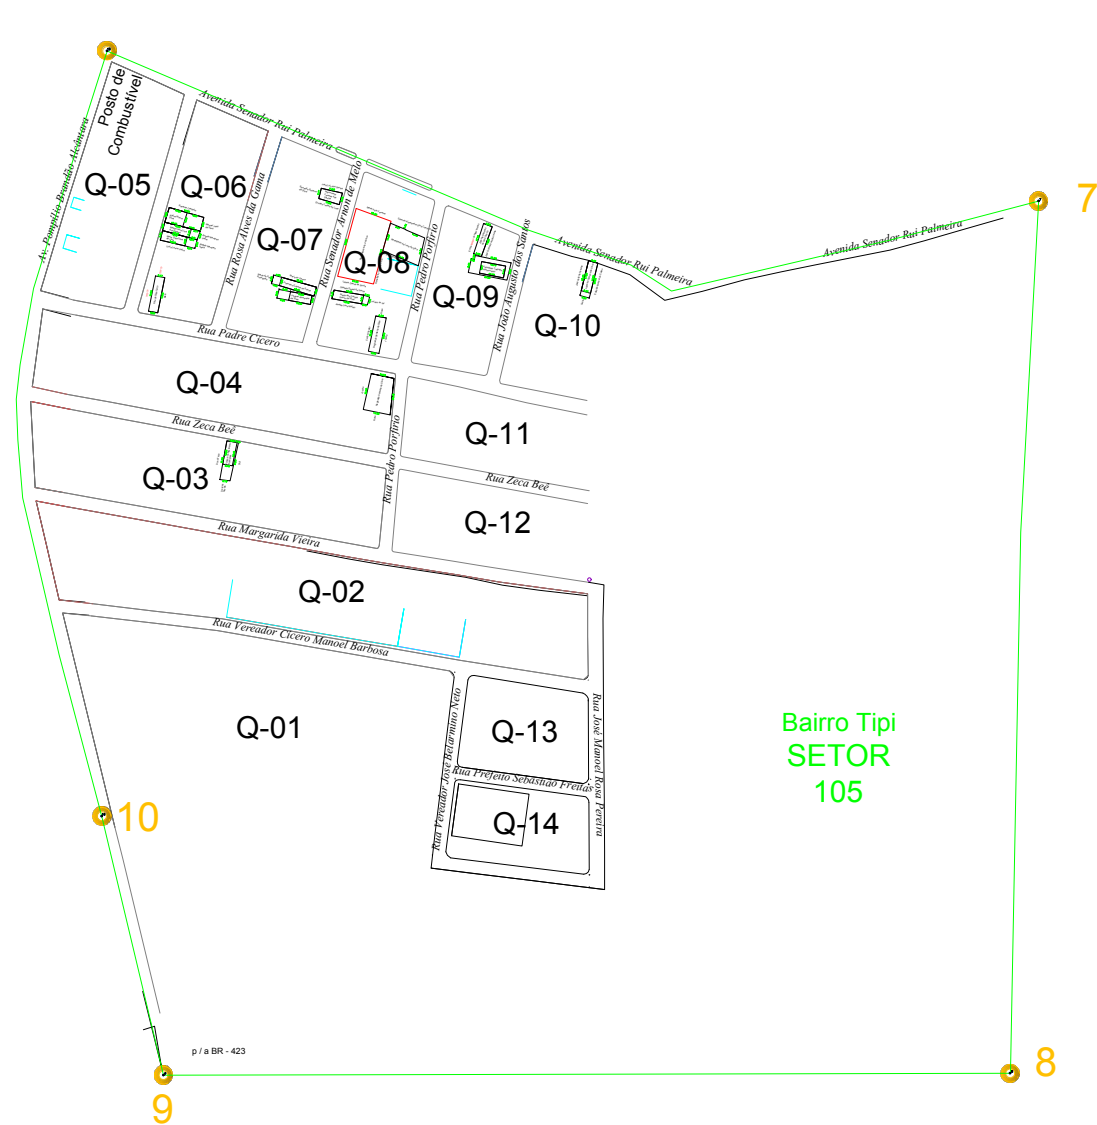 Posto de
Combustível
Avenida Senador Rui Palmeira
Av. Pompílio Brandão Alcântara
Q-05
Q-06
Rua Rosa Alves da Gama
Q-07
Rua Senador Arnon de Melo
Q-08
Rua Pedro Porfírio
Q-09
Rua João Augusto dos Santos
Q-10
Avenida Senador Rui Palmeira
Avenida Senador Rui Palmeira
7
Rua Padre Cícero
Q-04
Rua Zeca Beê
Q-03
Rua Pedro Porfírio
Q-11
Rua Zeca Beê
Q-12
Rua Margarida Vieira
Q-02
Rua Vereador Cícero Manoel Barbosa
Q-01
Rua Vereador José Belarmino Neto
Q-13
Rua Prefeito Sebastião Freitas
Q-14
Rua José Manoel Rosa Pereira
Bairro Tipi
SETOR
105
10
p / a BR - 423
9
8